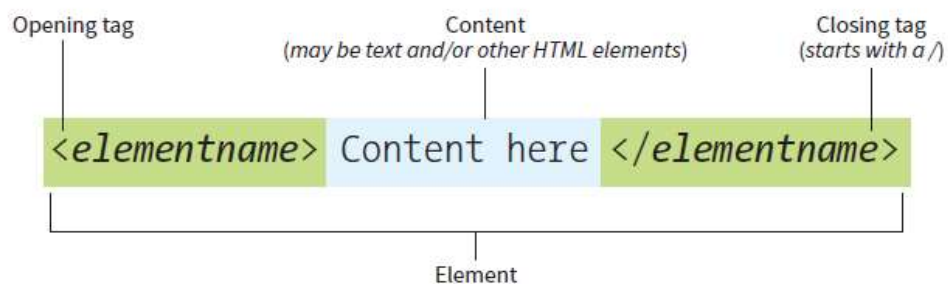 Opening tag
Content
(may be text and/or other HTML elements)
Closing tag
(starts with a /)
<elementname> Content here </elementname>
Element